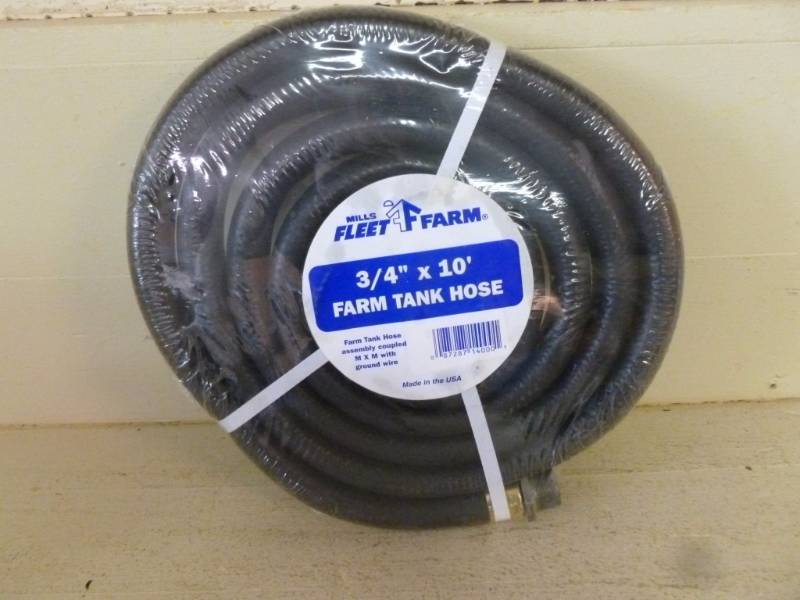 MILLS
FLEET FARM®
3/4" x 10'
FARM TANK HOSE
Farm Tank Hose
assembly coupled
M X M with
ground wire
Made in the USA